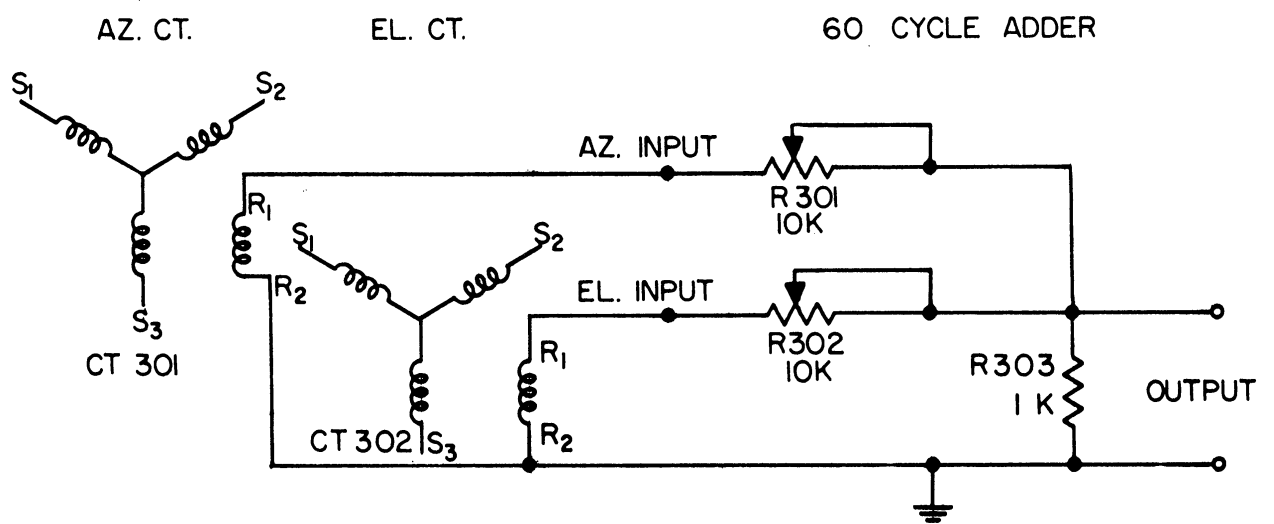 AZ. CT.
EL. CT.
60 CYCLE ADDER
S1
S2
AZ. INPUT
R1
R301
10K
S1
S2
R2
EL. INPUT
S3
R1
R302
10K
CT 301
R303
1K
OUTPUT
CT 302
S3
R2